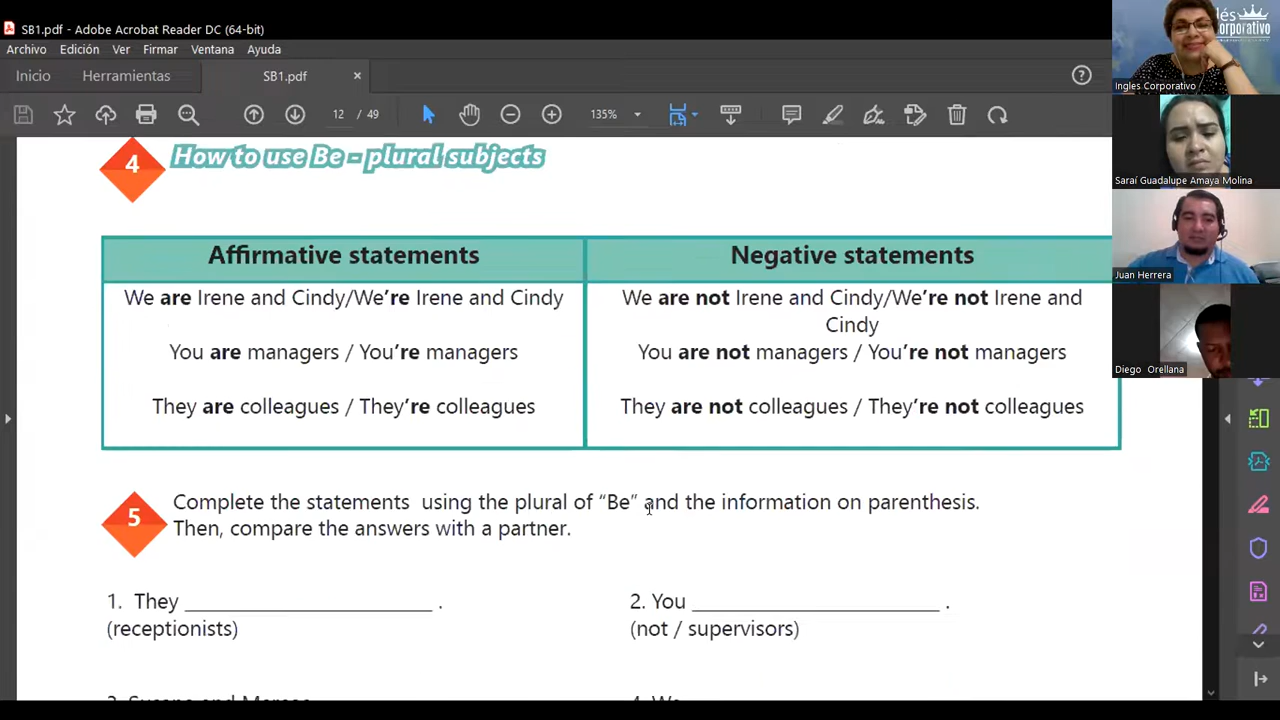 SB1.pdf - Adobe Acrobat Reader DC (64-bit)
Archivo Edición Ver Firmar Ventana Ayuda
Inicio Herramientas SB1.pdf ×
12 / 49 135%
4 How to use Be - plural subjects
Affirmative statements Negative statements
We are Irene and Cindy/We're Irene and Cindy
We are not Irene and Cindy/We're not Irene and
Cindy
You are managers / You're managers
You are not managers / You're not managers
They are colleagues / They're colleagues
They are not colleagues / They're not colleagues
5 Complete the statements using the plural of “Be” and the information on parenthesis.
Then, compare the answers with a partner.
1. They ______________________ .
(receptionists)
2. You ______________________ .
(not / supervisors)
4. We
Ingles Corporativo
Saraí Guadalupe Amaya Molina
Juan Herrera
Diego Orellana